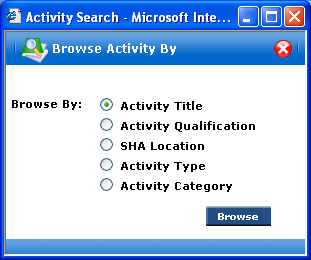 Activity Search - Microsoft Inte...
Browse Activity By
Browse By: Activity Title
Activity Qualification
SHA Location
Activity Type
Activity Category
Browse